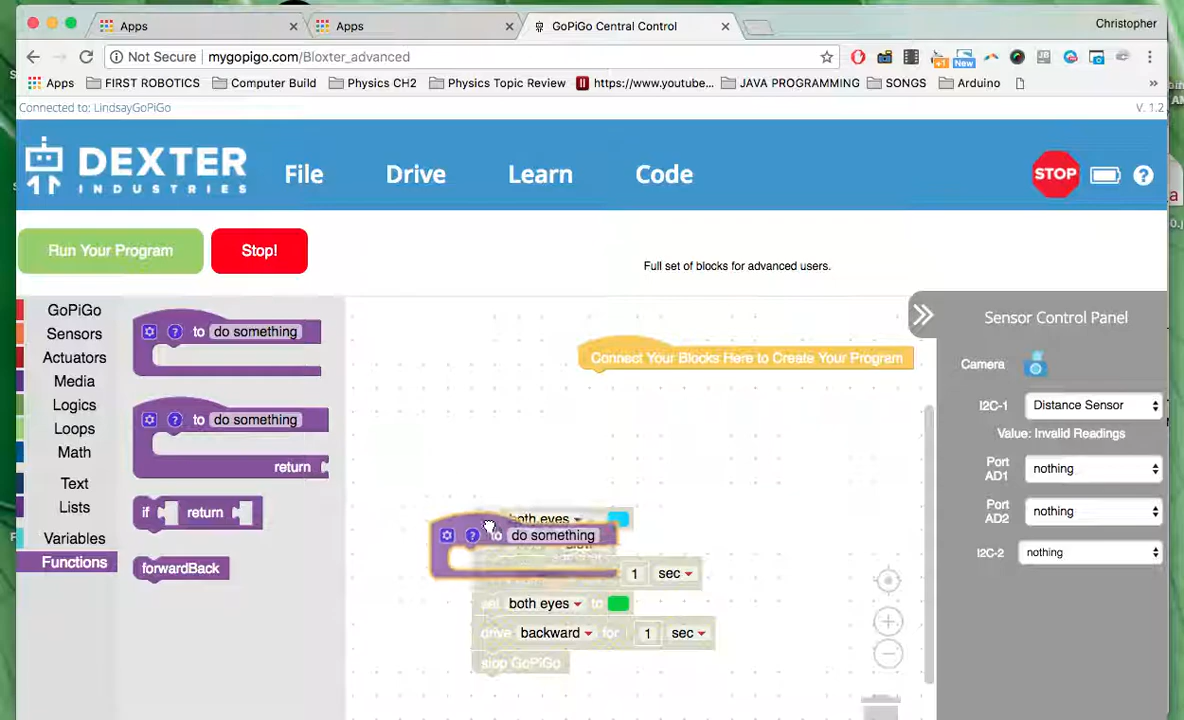 Apps
Apps
GoPiGo Central Control
Christopher
Not Secure mygopigo.com/Bloxter_advanced
+1
New
Apps FIRST ROBOTICS Computer Build Physics CH2 Physics Topic Review https://www.youtube... JAVA PROGRAMMING SONGS Arduino »
Connected to: LindsayGoPiGo
V. 1.2
DEXTER
INDUSTRIES
File Drive Learn Code
STOP
?
Run Your Program Stop!
Full set of blocks for advanced users.
GoPiGo
Sensors
Actuators
Media
Logics
Loops
Math
Text
Lists
Variables
Functions
? to do something
? to do something
return
if return
forwardBack
Connect Your Blocks Here to Create Your Program
both eyes
? to do something
1 sec
set both eyes to
drive backward for 1 sec
stop GoPiGo
Sensor Control Panel
Camera
I2C-1 Distance Sensor
Value: Invalid Readings
Port AD1 nothing
Port AD2 nothing
I2C-2 nothing